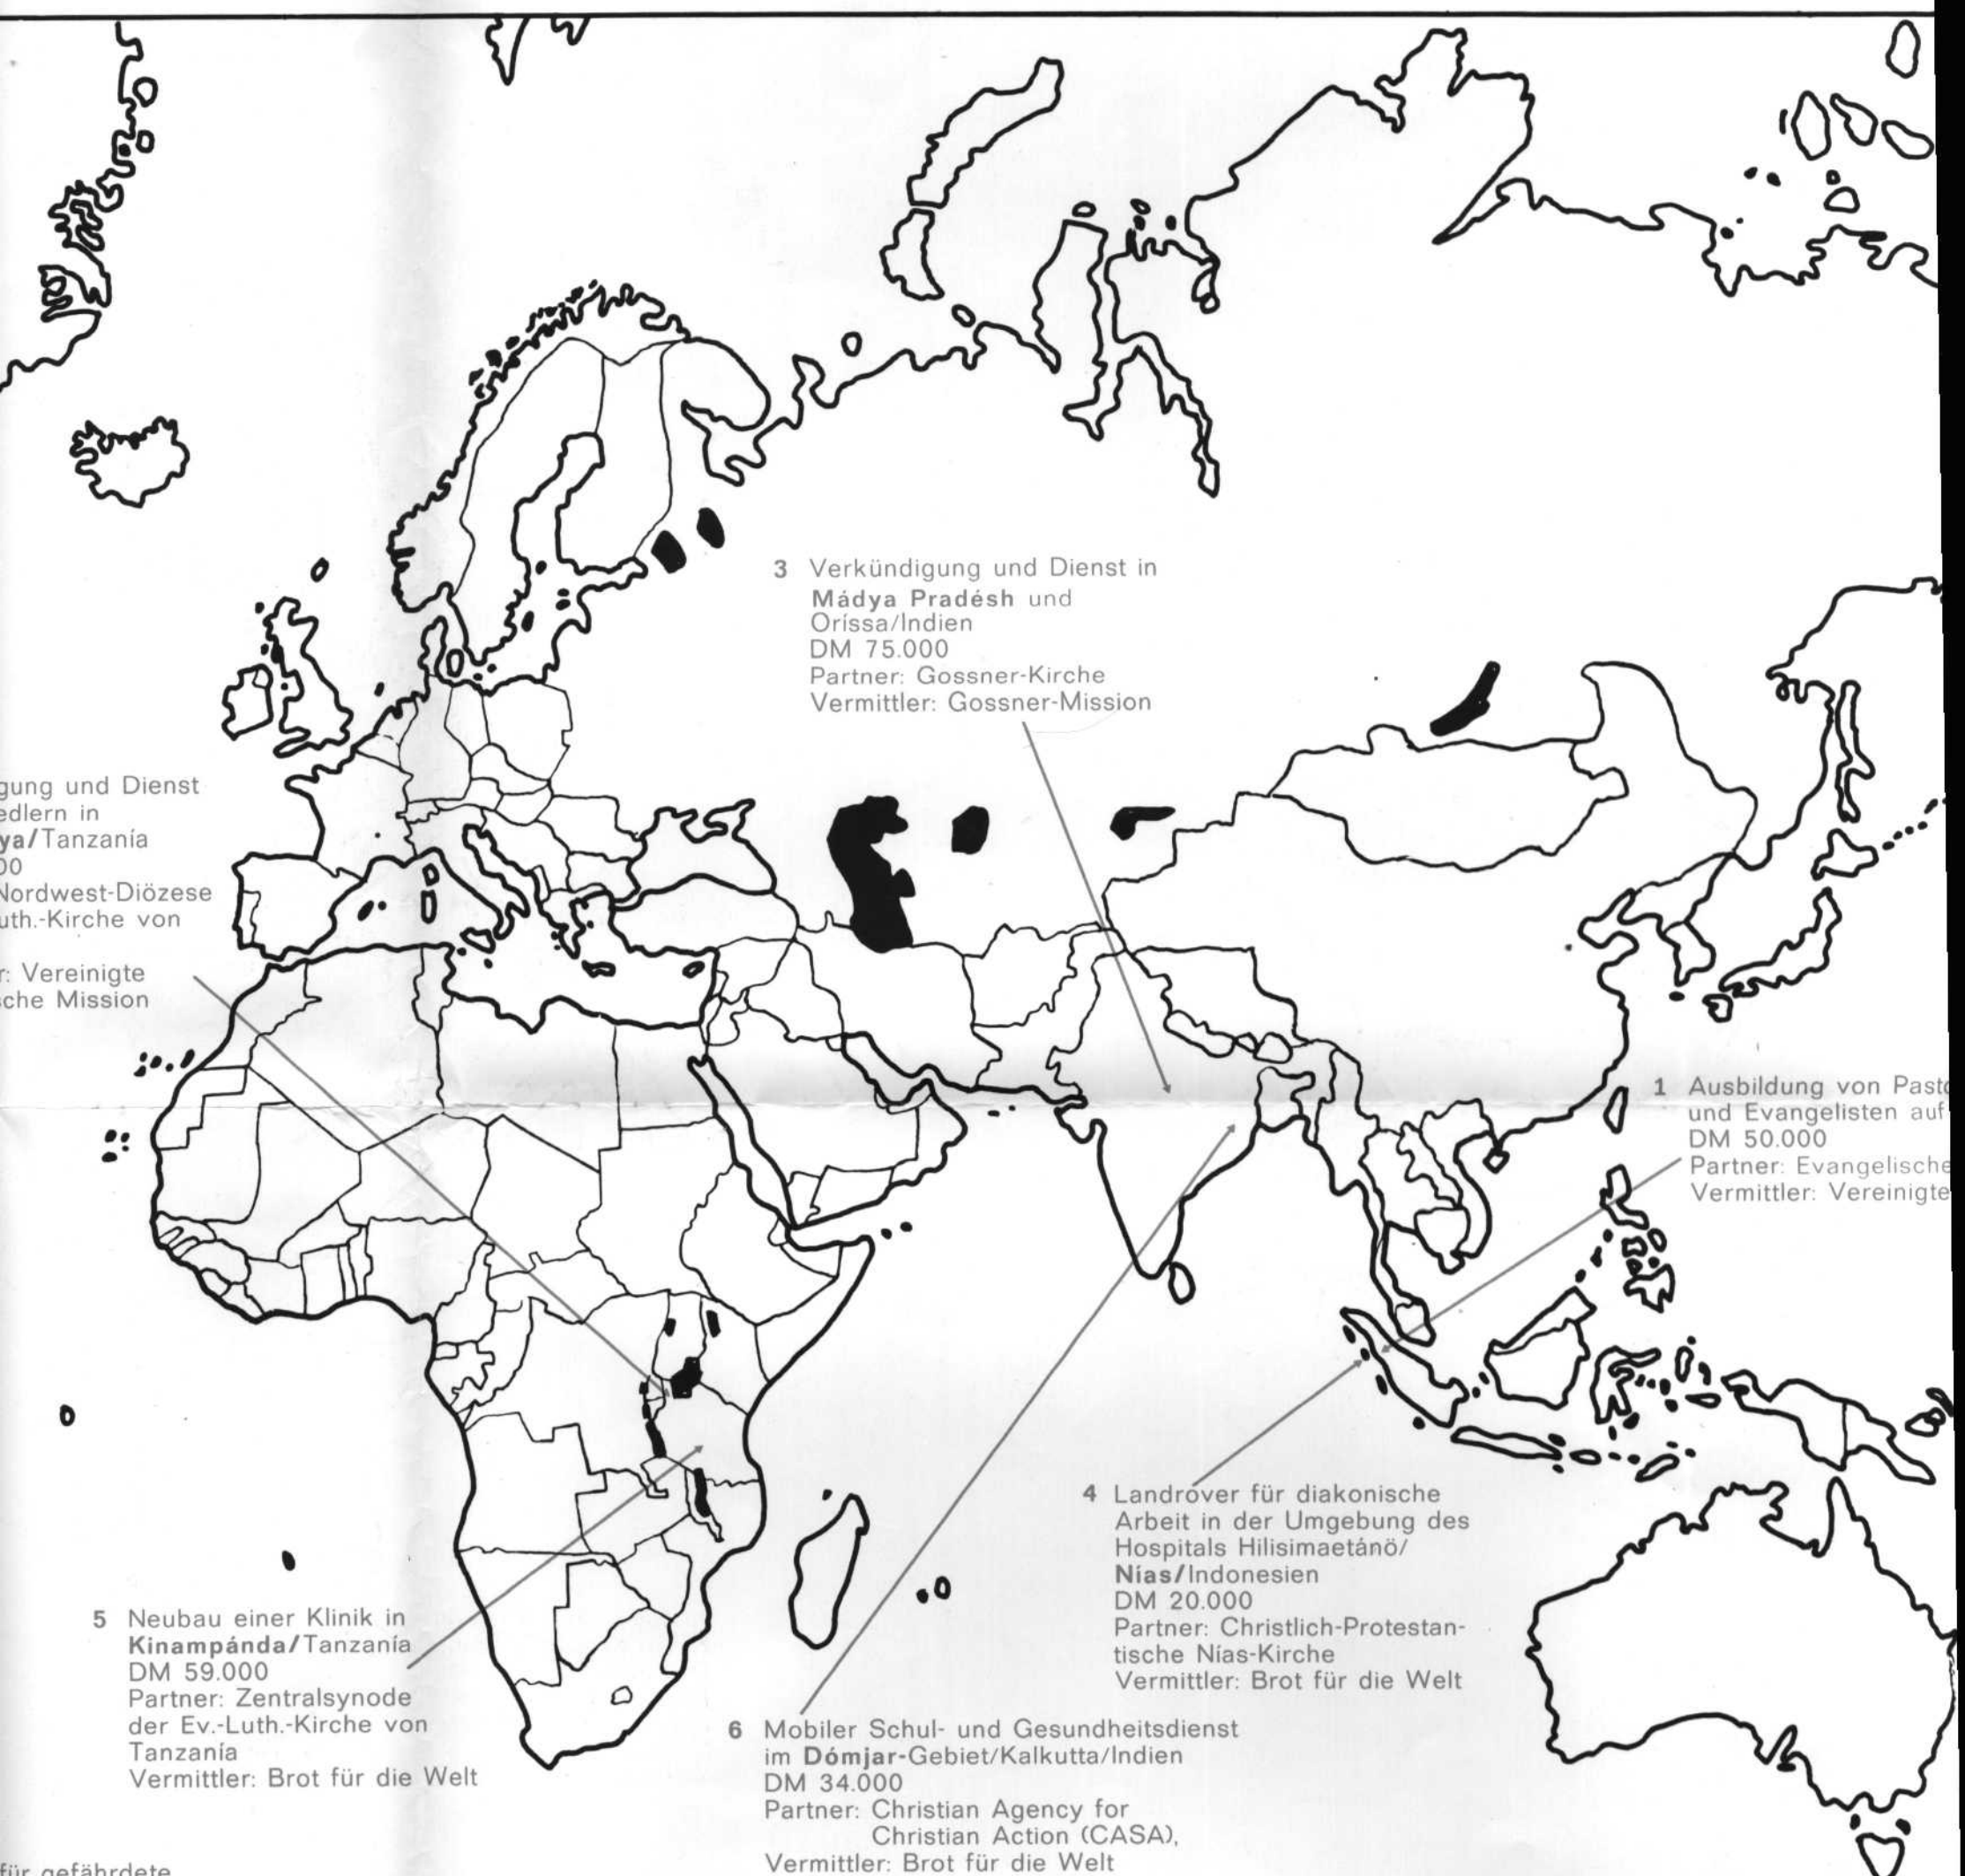 3 Verkündigung und Dienst in
Mádya Pradésh und
Oríssa/Indien
DM 75.000
Partner: Gossner-Kirche
Vermittler: Gossner-Mission
gung und Dienst
edlern in
ya/Tanzanía
00
Nordwest-Diözese
uth.-Kirche von
r: Vereinigte
sche Mission
1 Ausbildung von Pasto
und Evangelisten auf
DM 50.000
Partner: Evangelische
Vermittler: Vereinigte
4 Landrover für diakonische
Arbeit in der Umgebung des
Hospitals Hilisimaetánö/
Nías/Indonesien
DM 20.000
Partner: Christlich-Protestan-
tische Nías-Kirche
Vermittler: Brot für die Welt
5 Neubau einer Klinik in
Kinampánda/Tanzanía
DM 59.000
Partner: Zentralsynode
der Ev.-Luth.-Kirche von
Tanzanía
Vermittler: Brot für die Welt
6 Mobiler Schul- und Gesundheitsdienst
im Dómjar-Gebiet/Kalkutta/Indien
DM 34.000
Partner: Christian Agency for
Christian Action (CASA),
Vermittler: Brot für die Welt
für gefährdete